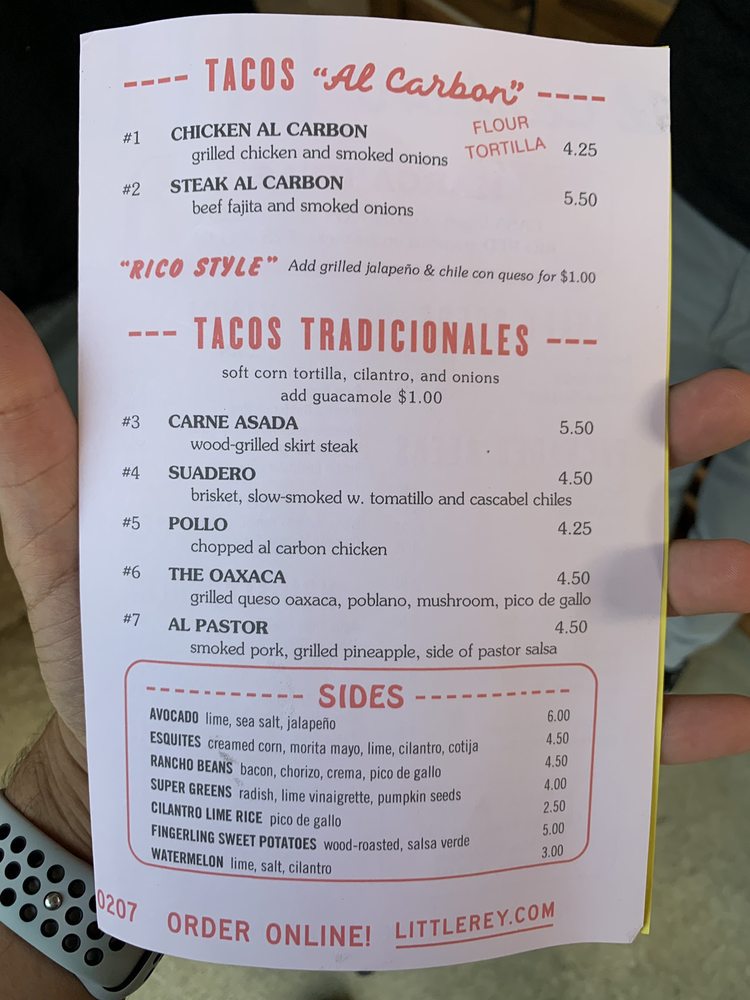 ---- TACOS "Al Carbon" ----
#1 CHICKEN AL CARBON FLOUR TORTILLA 4.25
grilled chicken and smoked onions
#2 STEAK AL CARBON 5.50
beef fajita and smoked onions
"RICO STYLE" Add grilled jalapeño & chile con queso for $1.00
--- TACOS TRADICIONALES ---
soft corn tortilla, cilantro, and onions
add guacamole $1.00
#3 CARNE ASADA 5.50
wood-grilled skirt steak
#4 SUADERO 4.50
brisket, slow-smoked w. tomatillo and cascabel chiles
#5 POLLO 4.25
chopped al carbon chicken
#6 THE OAXACA 4.50
grilled queso oaxaca, poblano, mushroom, pico de gallo
#7 AL PASTOR 4.50
smoked pork, grilled pineapple, side of pastor salsa
----------- SIDES -----------
AVOCADO lime, sea salt, jalapeño 6.00
ESQUITES creamed corn, morita mayo, lime, cilantro, cotija 4.50
RANCHO BEANS bacon, chorizo, crema, pico de gallo 4.50
SUPER GREENS radish, lime vinaigrette, pumpkin seeds 4.00
CILANTRO LIME RICE pico de gallo 2.50
FINGERLING SWEET POTATOES wood-roasted, salsa verde 5.00
WATERMELON lime, salt, cilantro 3.00
0207 ORDER ONLINE! LITTLEREY.COM